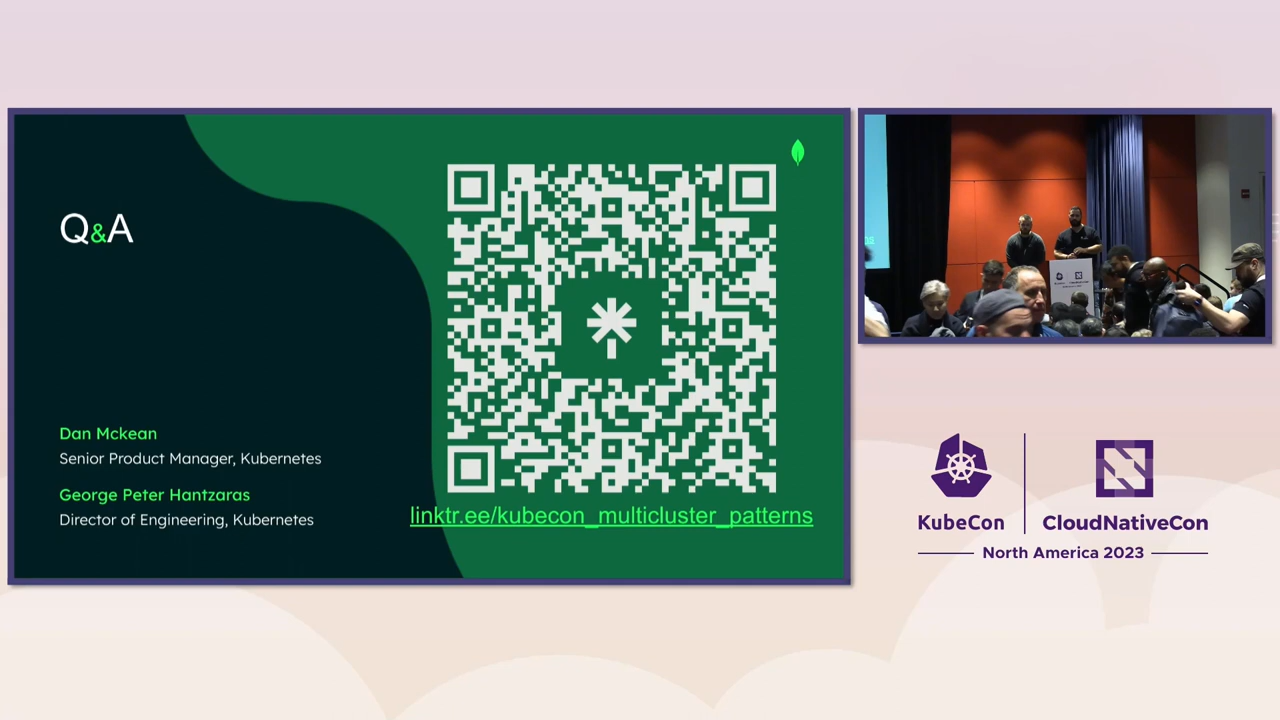 Q&A
Dan Mckean
Senior Product Manager, Kubernetes
George Peter Hantzaras
Director of Engineering, Kubernetes
linktr.ee/kubecon_multicluster_patterns
KubeCon
CloudNativeCon
North America 2023